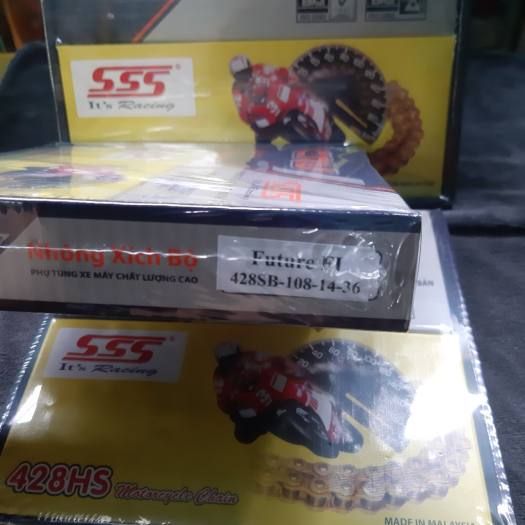 SSS®
It's Racing
SSS
Nhông Xích Bộ
PHỤ TÙNG XE MÁY CHẤT LƯỢNG CAO
Future FI
428SB-108-14-36
SSS®
It's Racing
428HS Motorcycle Chain
MADE IN MALAYSIA